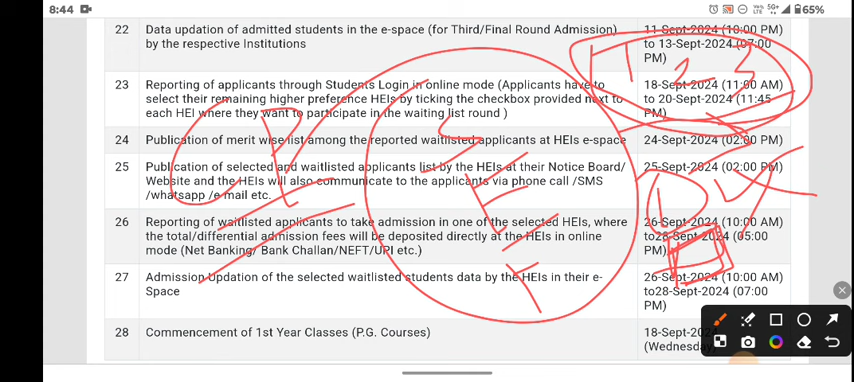 8:44 65%
22 Data updation of admitted students in the e-space (for Third/Final Round Admission) 11-Sept-2024 (10:00 PM)
by the respective Institutions to 13-Sept-2024 (07:00
PM)
23 Reporting of applicants through Students Login in online mode (Applicants have to 18-Sept-2024 (11:00 AM)
select their remaining higher preference HEIs by ticking the checkbox provided next to to 20-Sept-2024 (11:45
each HEI where they want to participate in the waiting list round ) PM)
24 Publication of merit wise list among the reported waitlisted applicants at HEIs e-space 24-Sept-2024 (02:00 PM)
25 Publication of selected and waitlisted applicants list by the HEIs at their Notice Board/ 25-Sept-2024 (02:00 PM)
Website and the HEIs will also communicate to the applicants via phone call /SMS
/whatsapp /e-mail etc.
26 Reporting of waitlisted applicants to take admission in one of the selected HEIs, where 26-Sept-2024 (10:00 AM)
the total/differential admission fees will be deposited directly at the HEIs in online to28-Sept-2024 (05:00
mode (Net Banking/ Bank Challan/NEFT/UPI etc.) PM)
27 Admission Updation of the selected waitlisted students data by the HEIs in their e- 26-Sept-2024 (10:00 AM)
Space to28-Sept-2024 (07:00
PM)
28 Commencement of 1st Year Classes (P.G. Courses) 18-Sept-202
(Wednesday